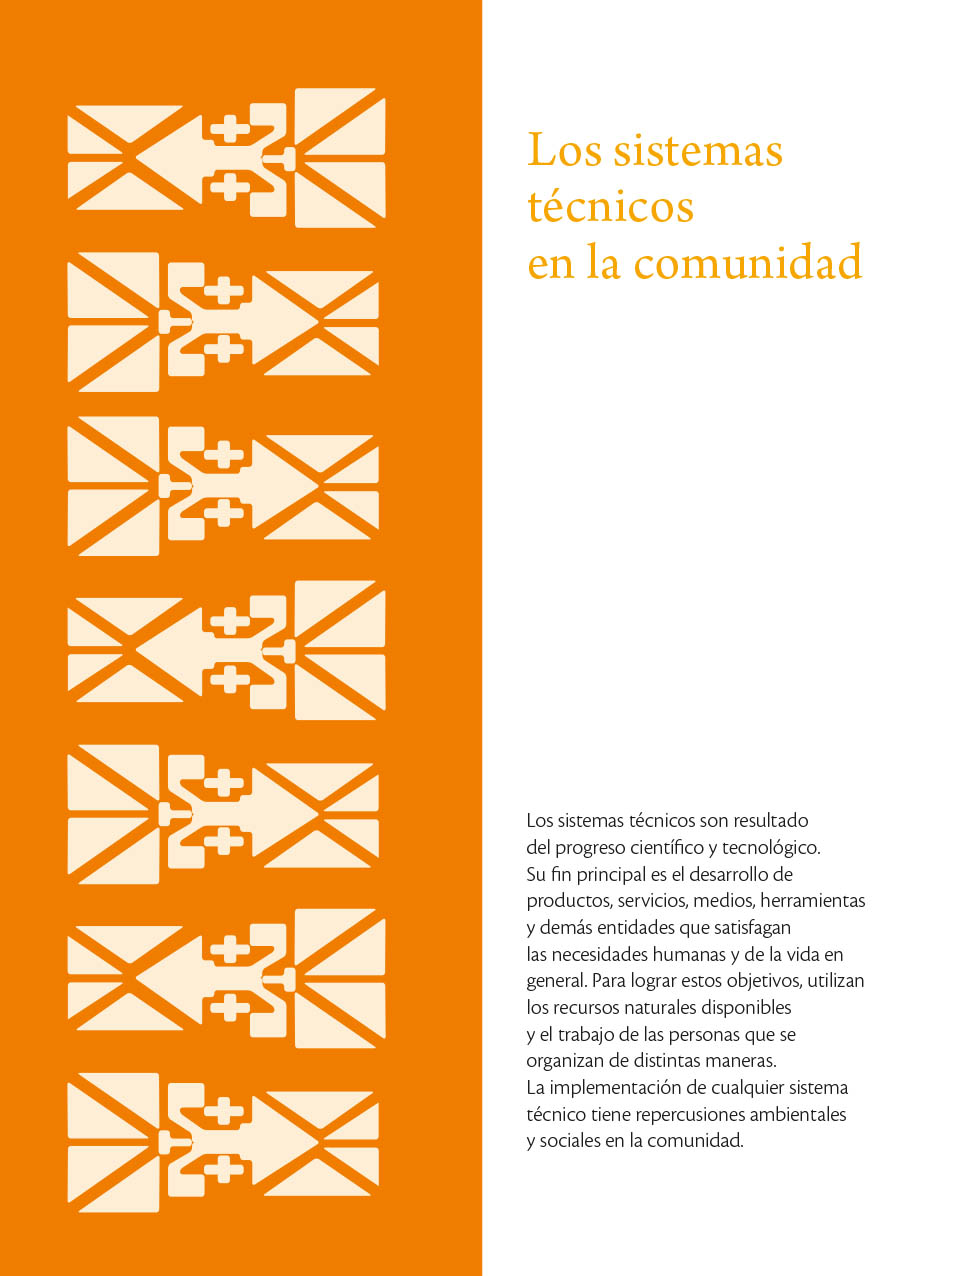 Los sistemas
técnicos
en la comunidad
Los sistemas técnicos son resultado
del progreso científico y tecnológico.
Su fin principal es el desarrollo de
productos, servicios, medios, herramientas
y demás entidades que satisfagan
las necesidades humanas y de la vida en
general. Para lograr estos objetivos, utilizan
los recursos naturales disponibles
y el trabajo de las personas que se
organizan de distintas maneras.
La implementación de cualquier sistema
técnico tiene repercusiones ambientales
y sociales en la comunidad.